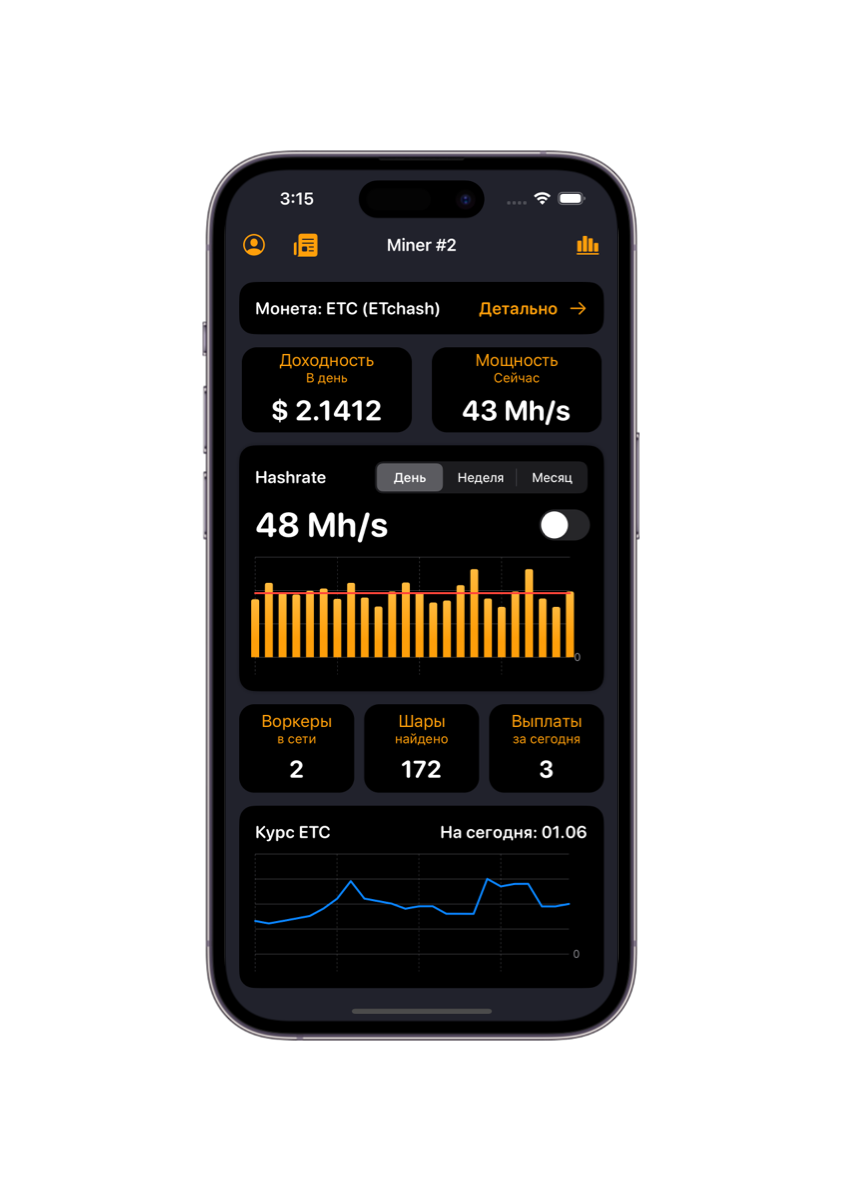 3:15
Miner #2
Монета: ETC (ETchash) Детально →
Доходность
В день
$ 2.1412
Мощность
Сейчас
43 Mh/s
Hashrate
День Неделя Месяц
48 Mh/s
0
Воркеры
в сети
2
Шары
найдено
172
Выплаты
за сегодня
3
Курс ETC
На сегодня: 01.06
0